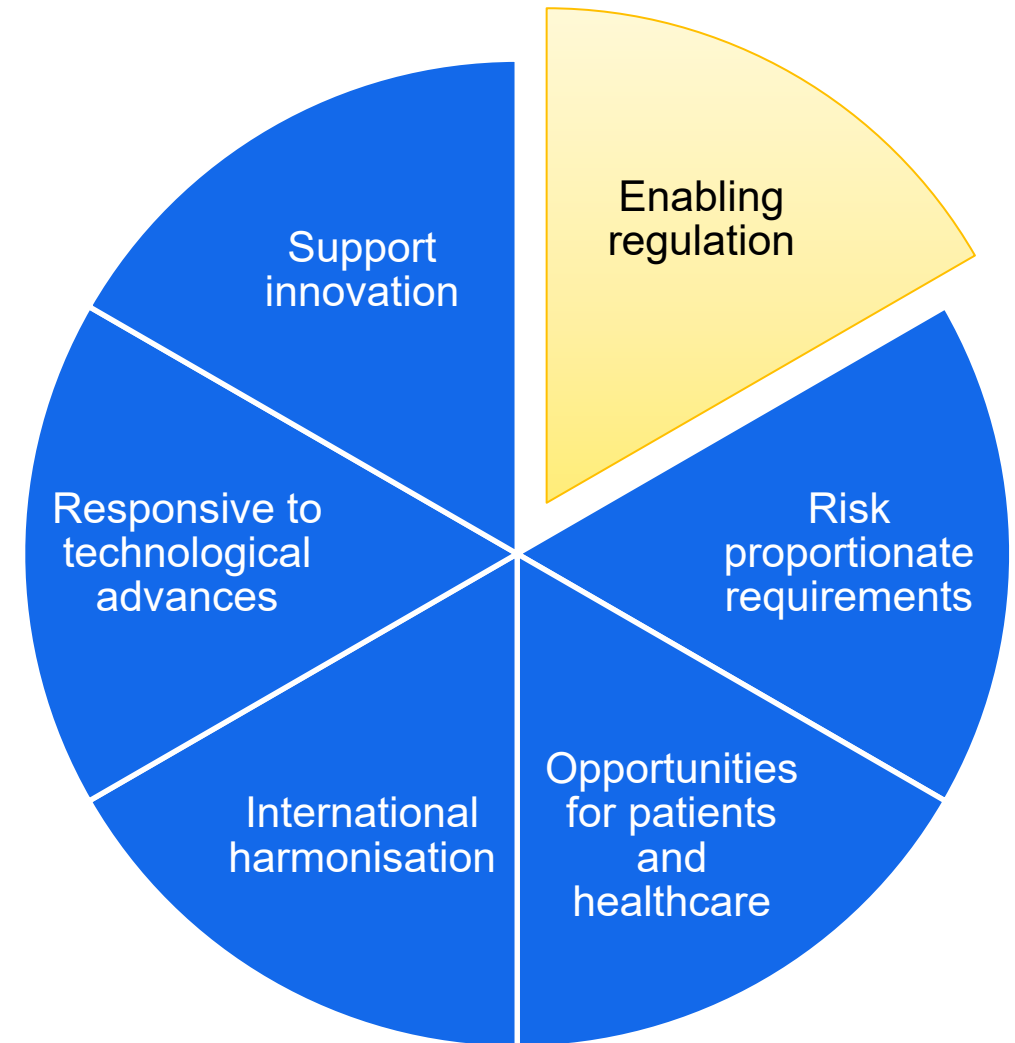 Enabling
regulation
Risk
proportionate
requirements
Opportunities
for patients
and
healthcare
International
harmonisation
Responsive to
technological
advances
Support
innovation